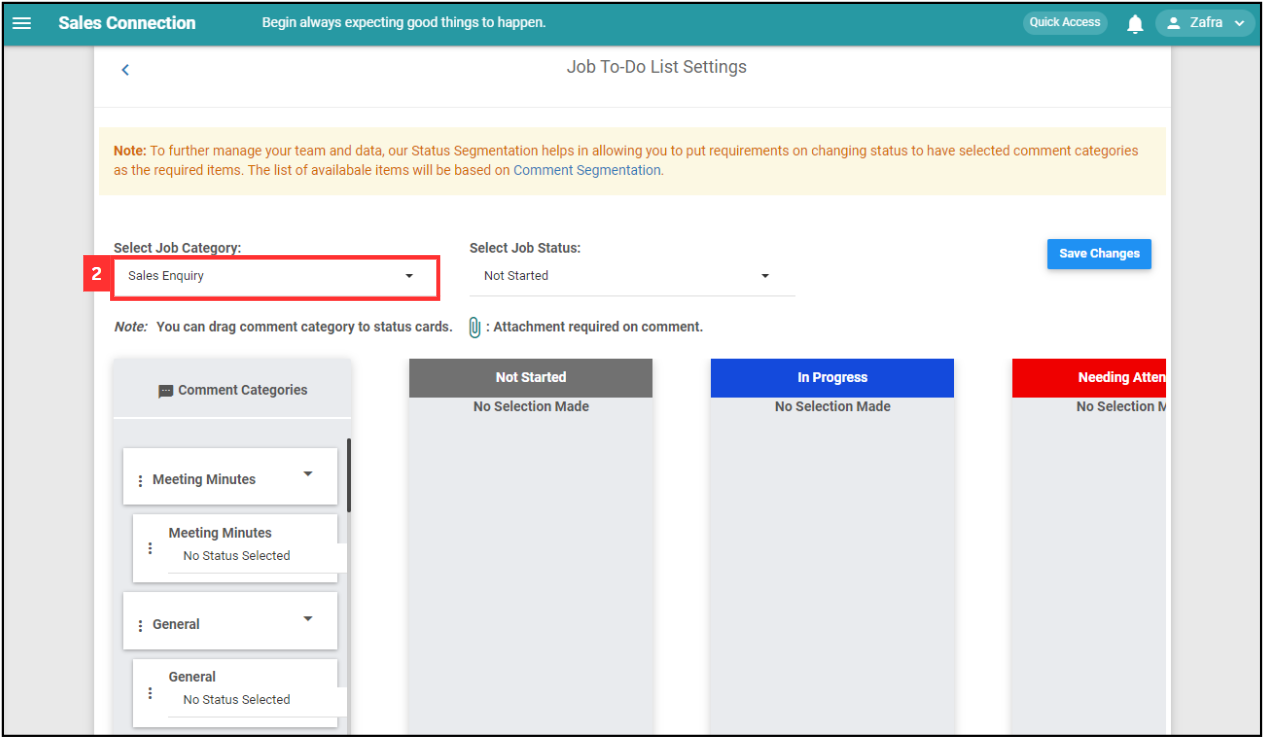 Sales Connection
Begin always expecting good things to happen.
Quick Access
Zafra
Job To-Do List Settings
Note: To further manage your team and data, our Status Segmentation helps in allowing you to put requirements on changing status to have selected comment categories
as the required items. The list of availabale items will be based on Comment Segmentation.
Select Job Category:
Select Job Status:
Save Changes
2
Sales Enquiry
Not Started
Note: You can drag comment category to status cards.
: Attachment required on comment.
Comment Categories
Not Started
In Progress
Needing Atten
No Selection Made
No Selection Made
No Selection M
Meeting Minutes
Meeting Minutes
No Status Selected
General
General
No Status Selected